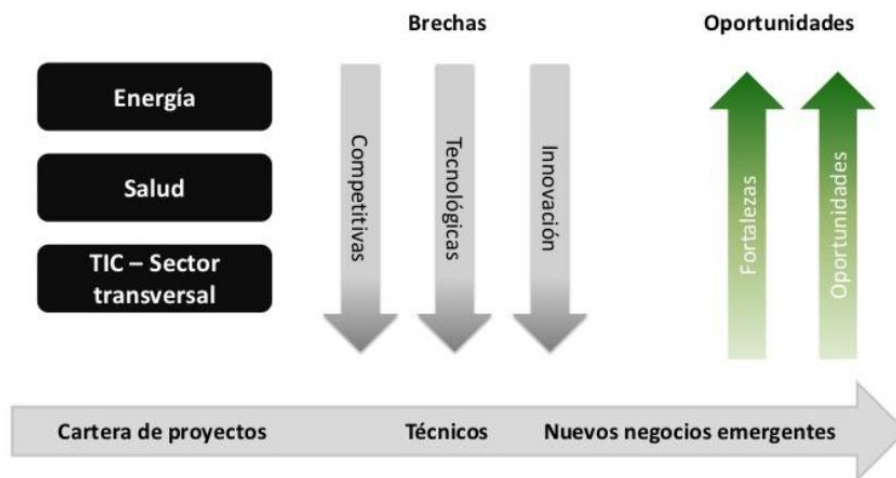 Brechas
Oportunidades
Energía
Salud
TIC – Sector
transversal
Competitivas
Tecnológicas
Innovación
Fortalezas
Oportunidades
Cartera de proyectos
Técnicos
Nuevos negocios emergentes